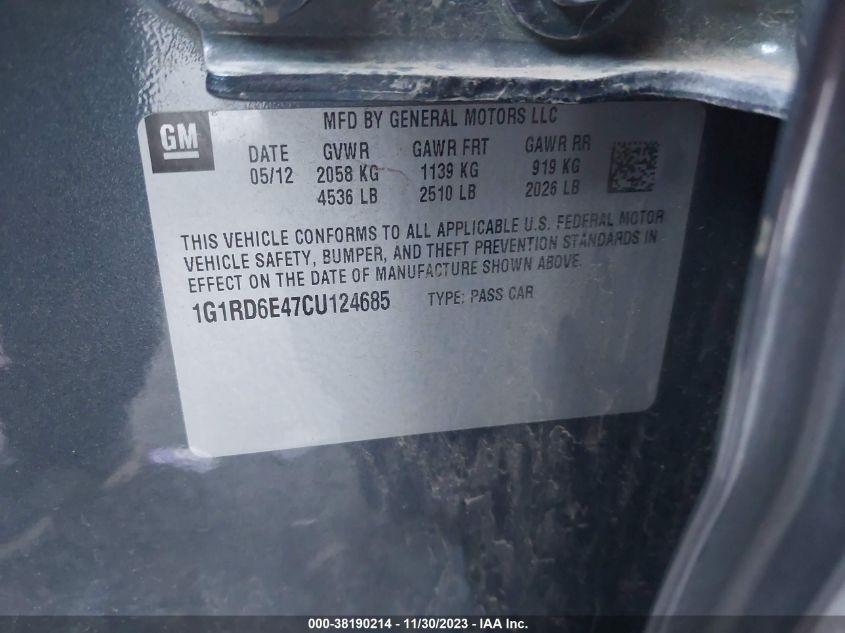 MFD BY GENERAL MOTORS LLC
GM
DATE GVWR GAWR FRT GAWR RR
05/12 2058 KG 1139 KG 919 KG
4536 LB 2510 LB 2026 LB
THIS VEHICLE CONFORMS TO ALL APPLICABLE U.S. FEDERAL MOTOR
VEHICLE SAFETY, BUMPER, AND THEFT PREVENTION STANDARDS IN
EFFECT ON THE DATE OF MANUFACTURE SHOWN ABOVE.
1G1RD6E47CU124685 TYPE: PASS CAR
000-38190214 - 11/30/2023 - IAA Inc.